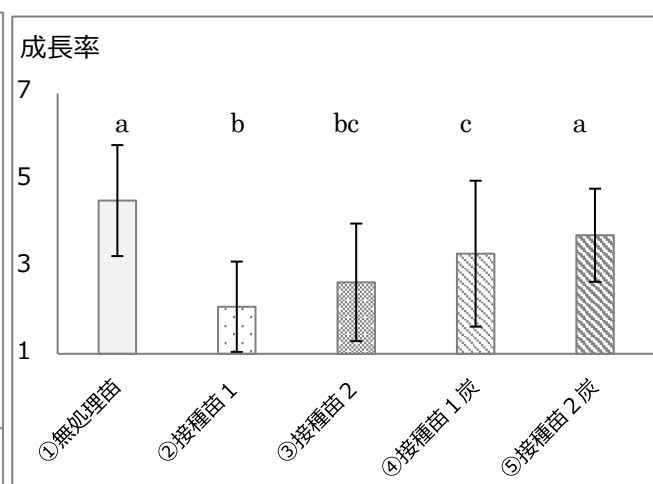 成長率
7
a b bc c a
5
3
1
①無処理苗
②接種苗1
③接種苗2
④接種苗1炭
⑤接種苗2炭